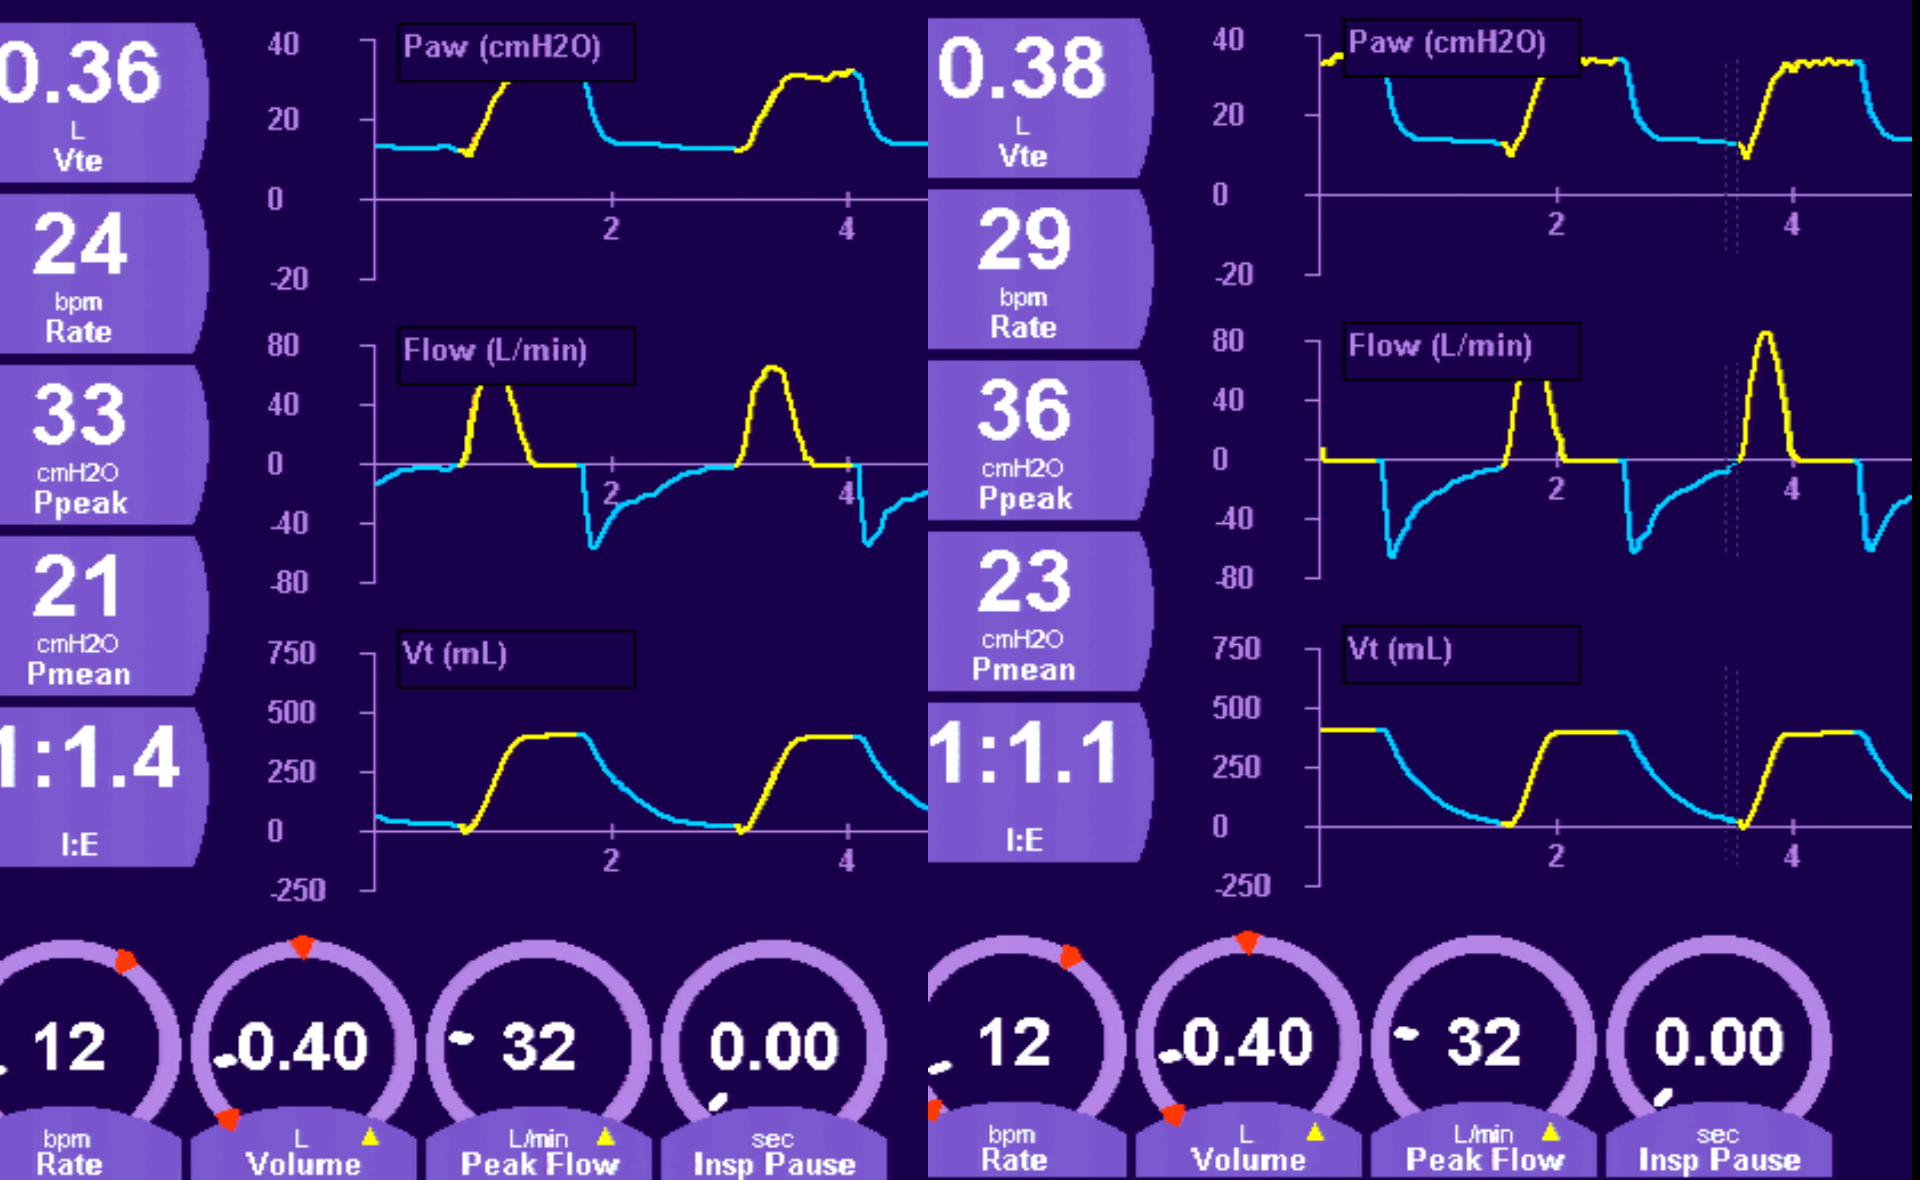 0.36
L
Vte
24
bpm
Rate
33
cmH2O
Ppeak
21
cmH2O
Pmean
1:1.4
I:E
Paw (cmH2O)
40
20
0
-20
2
4
Flow (L/min)
80
40
0
-40
-80
2
4
Vt (mL)
750
500
250
0
-250
2
4
12
bpm
Rate
-0.40
L
Volume
32
L/min
Peak Flow
0.00
sec
Insp Pause
0.38
L
Vte
29
bpm
Rate
36
cmH2O
Ppeak
23
cmH2O
Pmean
1:1.1
I:E
Paw (cmH2O)
40
20
0
-20
2
4
Flow (L/min)
80
40
0
-40
-80
2
4
Vt (mL)
750
500
250
0
-250
2
4
12
bpm
Rate
-0.40
L
Volume
32
L/min
Peak Flow
0.00
sec
Insp Pause